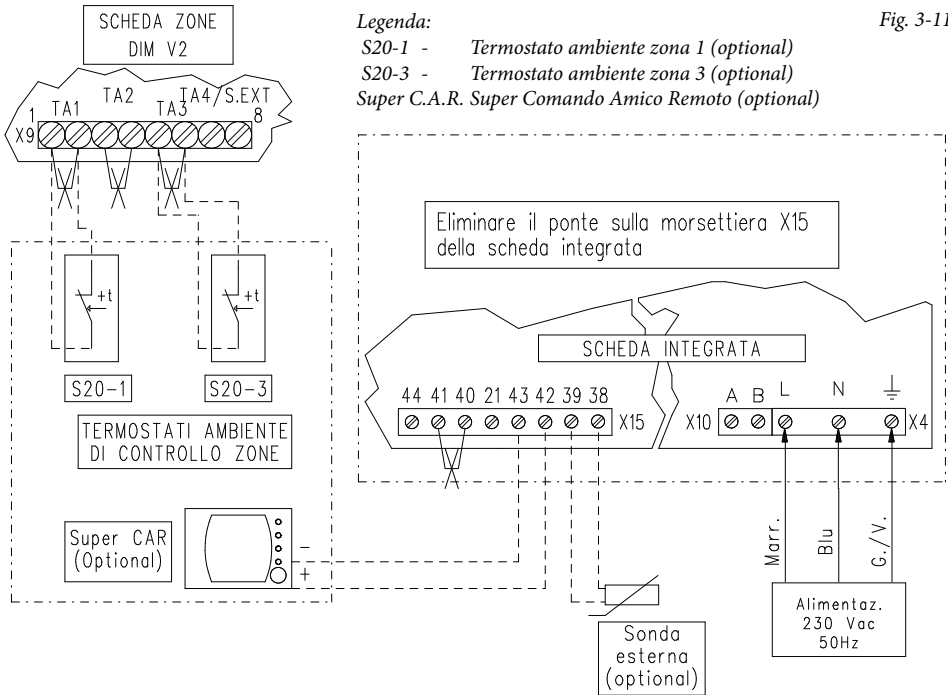 SCHEDA ZONE
DIM V2
Legenda:
S20-1 - Termostato ambiente zona 1 (optional)
S20-3 - Termostato ambiente zona 3 (optional)
Super C.A.R. Super Comando Amico Remoto (optional)
Fig. 3-11
1 TA1 TA2 TA3 TA4/S.EXT 8
X9
Eliminare il ponte sulla morsettiera X15
della scheda integrata
+t +t
SCHEDA INTEGRATA
S20-1 S20-3
44 41 40 21 43 42 39 38 X15
X10 A B L N X4
TERMOSTATI AMBIENTE
DI CONTROLLO ZONE
Super CAR
(Optional)
-
+
Marr.
Blu
G./V.
Sonda
esterna
(optional)
Alimentaz.
230 Vac
50Hz